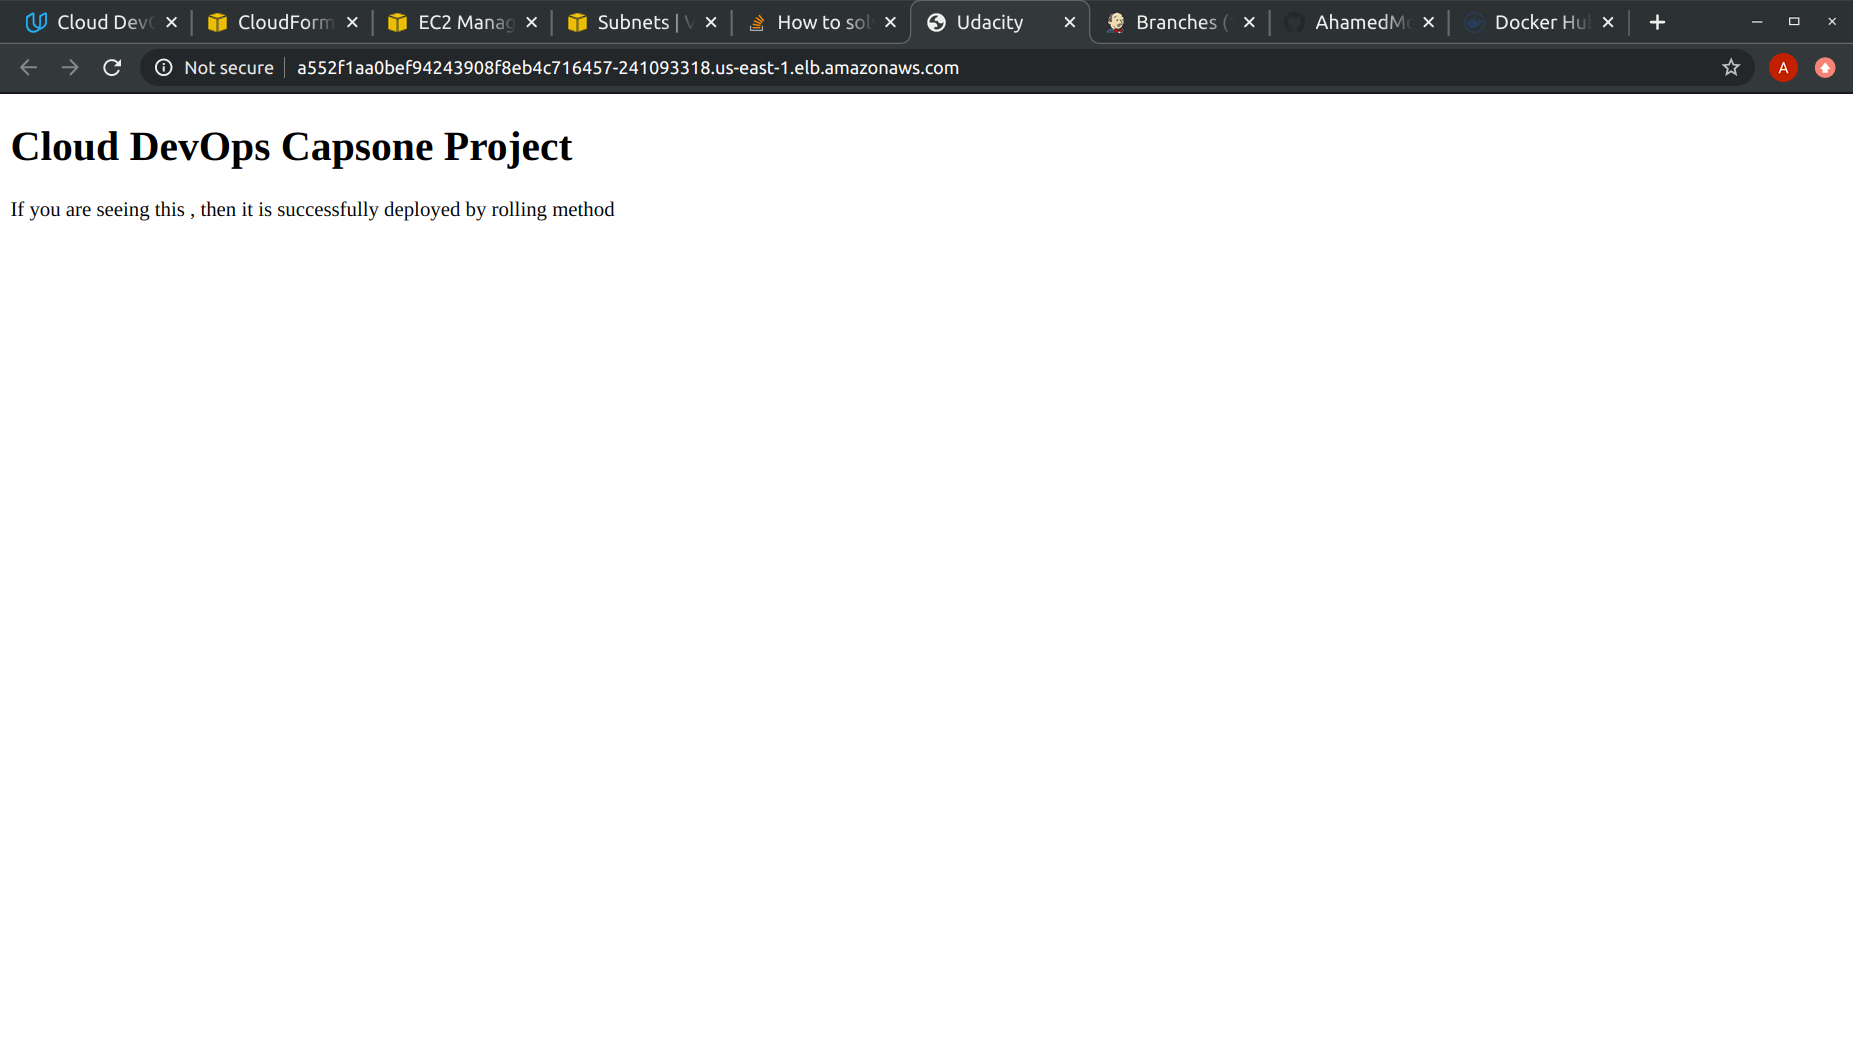 Cloud Dev
CloudForm
EC2 Manag
Subnets | V
How to sol
Udacity
Branches (
AhamedMo
Docker Hu
Not secure
a552f1aa0bef94243908f8eb4c716457-241093318.us-east-1.elb.amazonaws.com
A
Cloud DevOps Capsone Project
If you are seeing this , then it is successfully deployed by rolling method